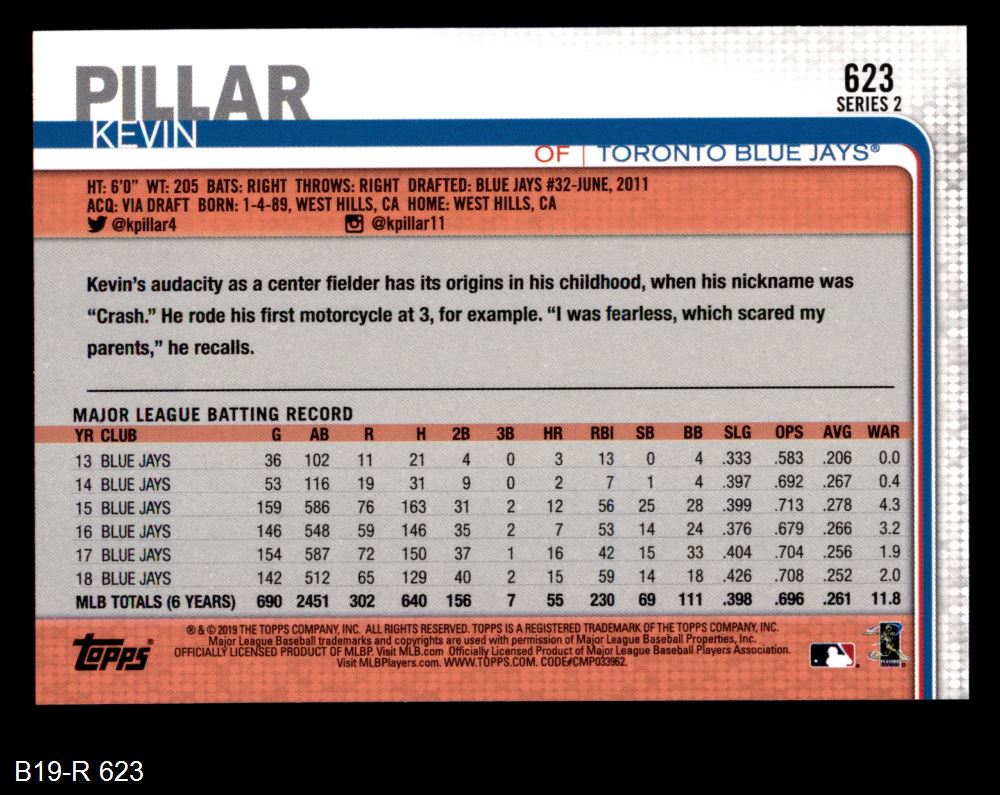 PILLAR
KEVIN
623
SERIES 2
OF | TORONTO BLUE JAYS®
HT: 6'0" WT: 205 BATS: RIGHT THROWS: RIGHT DRAFTED: BLUE JAYS #32-JUNE, 2011
ACQ: VIA DRAFT BORN: 1-4-89, WEST HILLS, CA HOME: WEST HILLS, CA
@kpillar4 @kpillar11
Kevin's audacity as a center fielder has its origins in his childhood, when his nickname was
“Crash.” He rode his first motorcycle at 3, for example. “I was fearless, which scared my
parents,” he recalls.
MAJOR LEAGUE BATTING RECORD
YR CLUB G AB R H 2B 3B HR RBI SB BB SLG OPS AVG WAR
13 BLUE JAYS 36 102 11 21 4 0 3 13 0 4 .333 .583 .206 0.0
14 BLUE JAYS 53 116 19 31 9 0 2 7 1 4 .397 .692 .267 0.4
15 BLUE JAYS 159 586 76 163 31 2 12 56 25 28 .399 .713 .278 4.3
16 BLUE JAYS 146 548 59 146 35 2 7 53 14 24 .376 .679 .266 3.2
17 BLUE JAYS 154 587 72 150 37 1 16 42 15 33 .404 .704 .256 1.9
18 BLUE JAYS 142 512 65 129 40 2 15 59 14 18 .426 .708 .252 2.0
MLB TOTALS (6 YEARS) 690 2451 302 640 156 7 55 230 69 111 .398 .696 .261 11.8
Topps®
® & © 2019 THE TOPPS COMPANY, INC. ALL RIGHTS RESERVED. TOPPS IS A REGISTERED TRADEMARK OF THE TOPPS COMPANY, INC.
Major League Baseball trademarks and copyrights are used with permission of Major League Baseball Properties, Inc.
OFFICIALLY LICENSED PRODUCT OF MLBP. Visit MLB.com Officially Licensed Product of Major League Baseball Players Association.
Visit MLBPlayers.com. WWW.TOPPS.COM. CODE#CMP033962.
B19-R 623